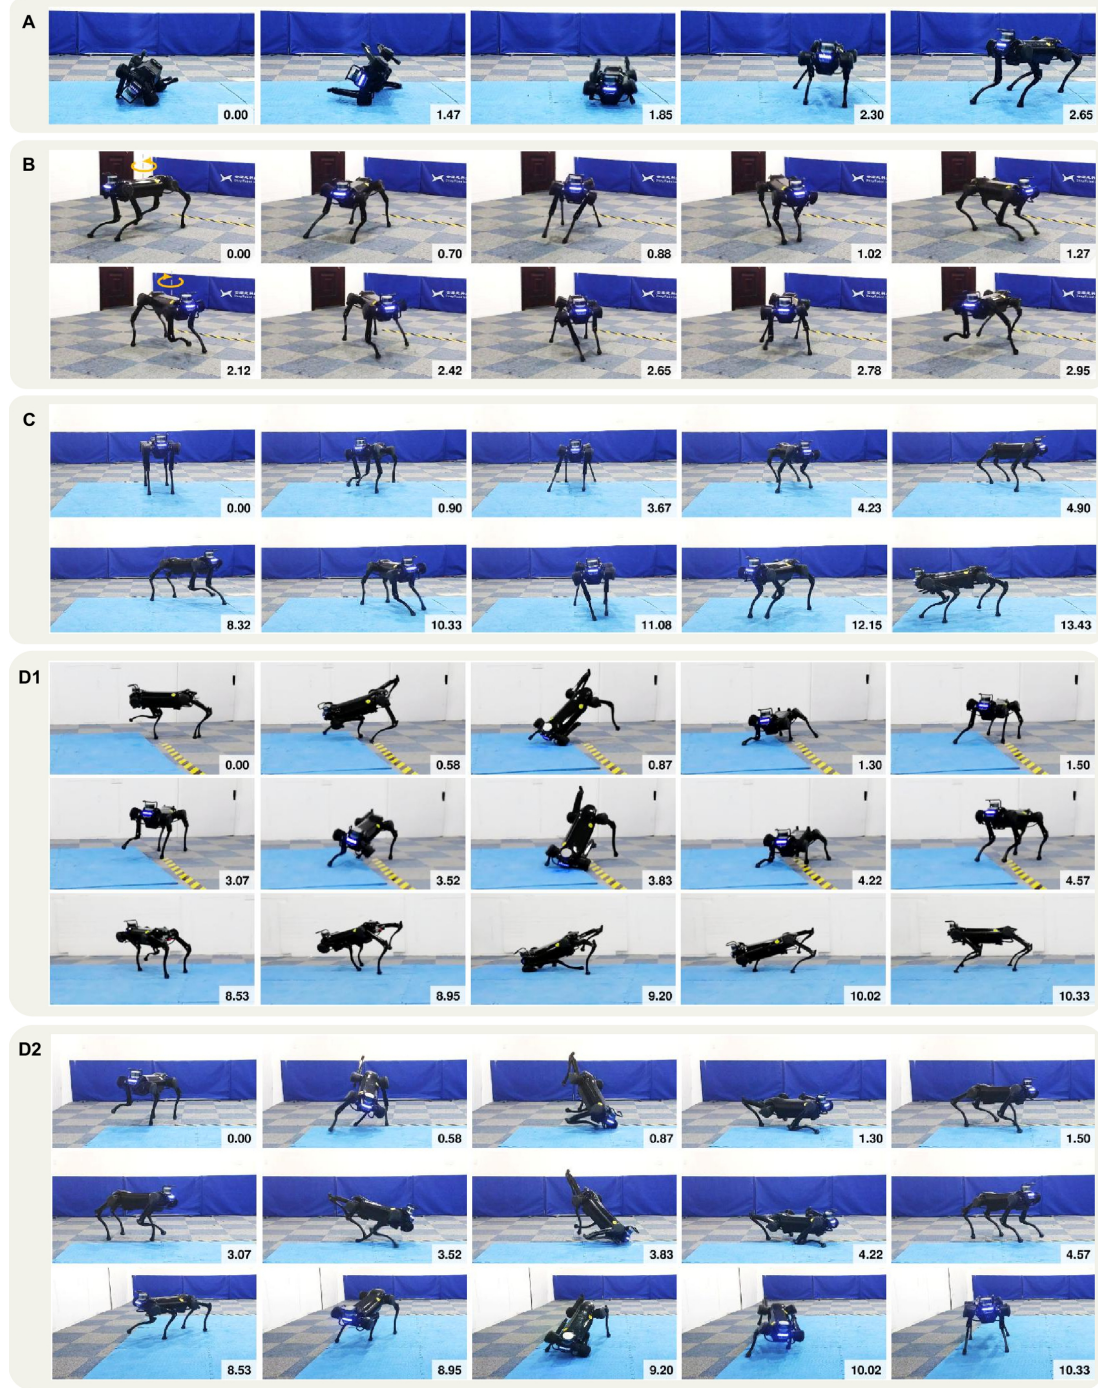 A
0.00 1.47 1.85 2.30 2.65
B
0.00 0.70 0.88 1.02 1.27
2.12 2.42 2.65 2.78 2.95
C
0.00 0.90 3.67 4.23 4.90
8.32 10.33 11.08 12.15 13.43
D1
0.00 0.58 0.87 1.30 1.50
3.07 3.52 3.83 4.22 4.57
8.53 8.95 9.20 10.02 10.33
D2
0.00 0.58 0.87 1.30 1.50
3.07 3.52 3.83 4.22 4.57
8.53 8.95 9.20 10.02 10.33